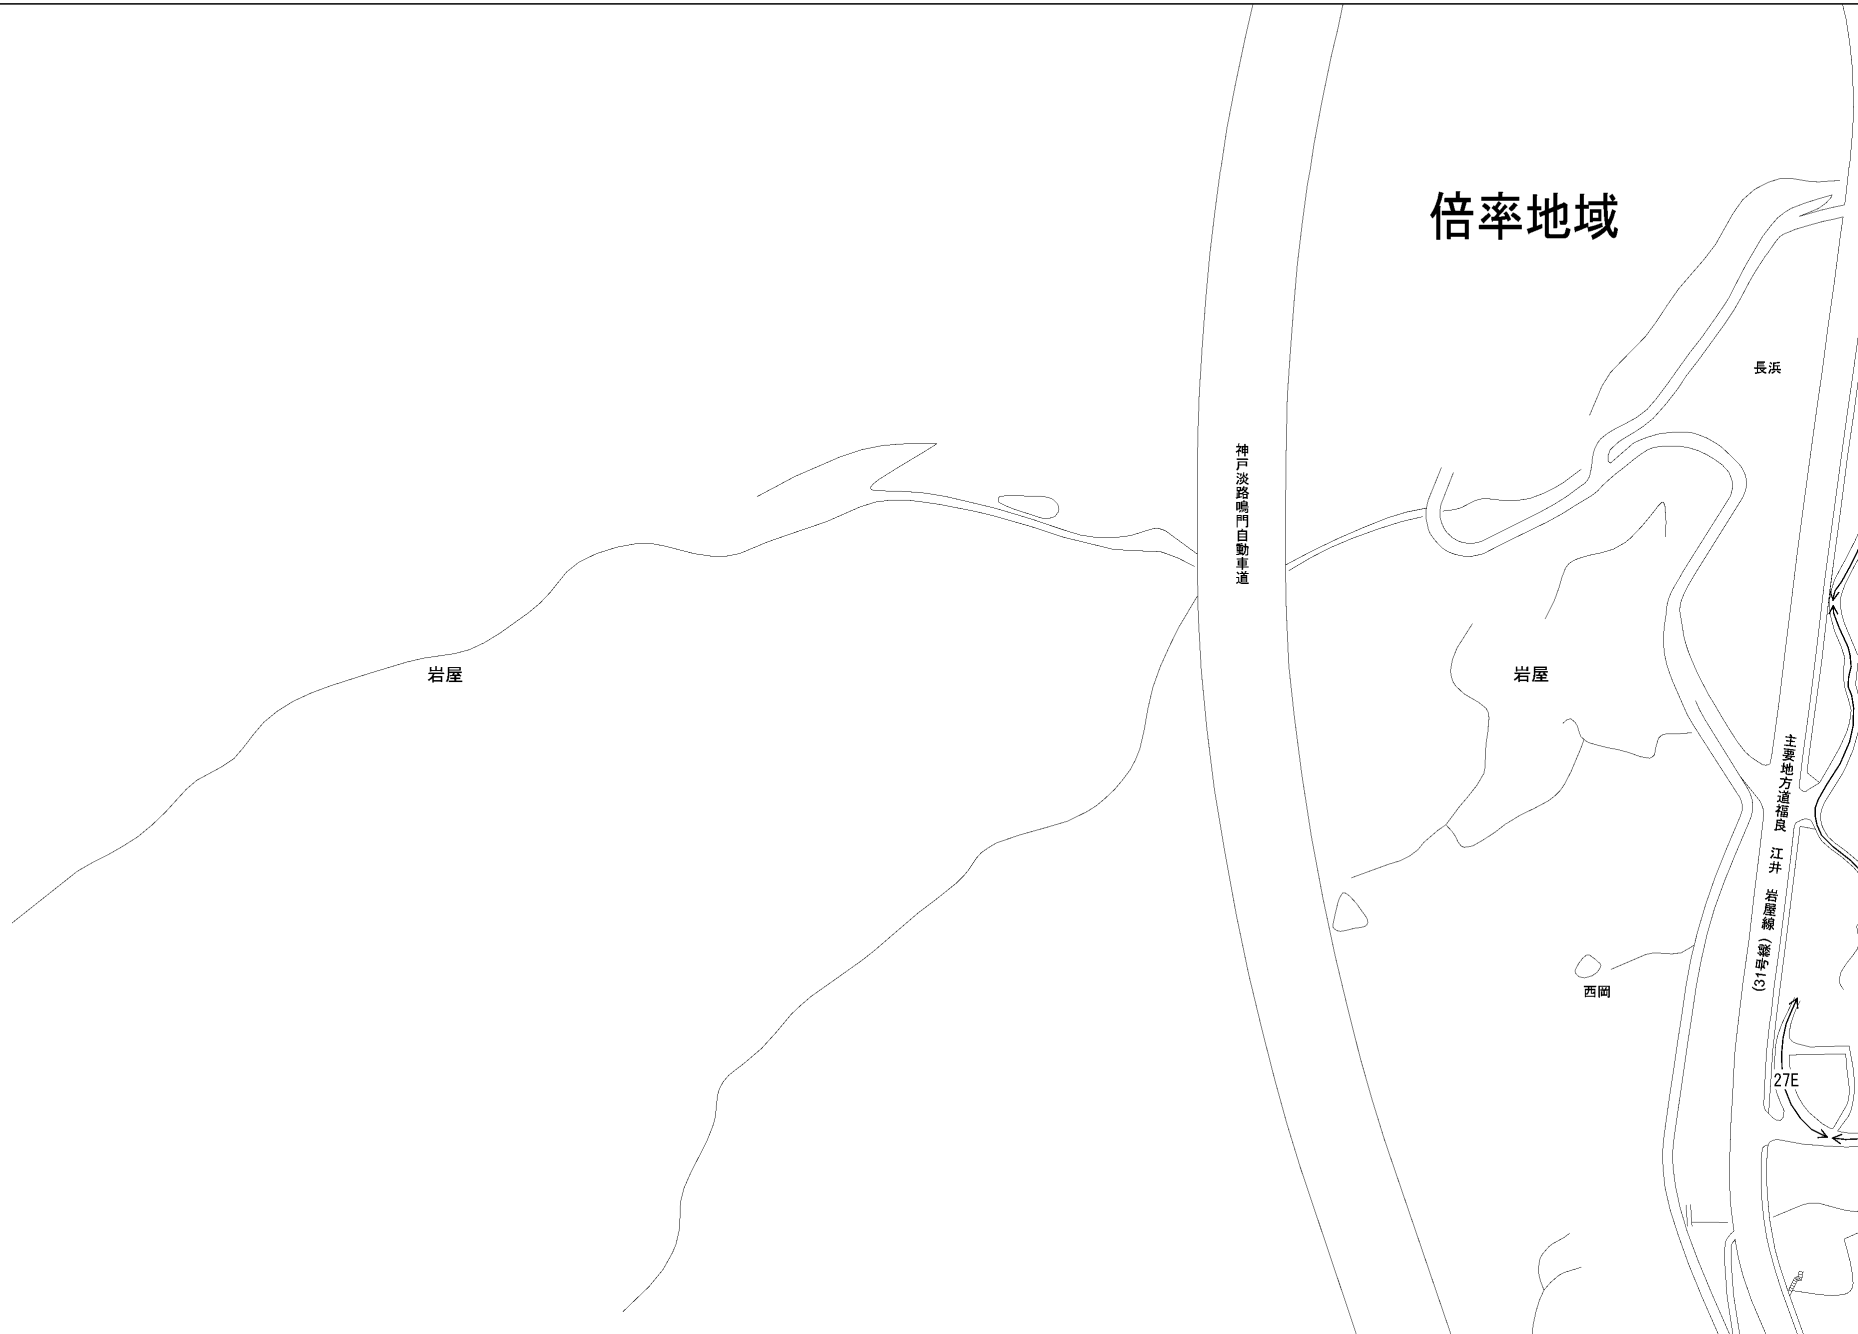 倍率地域
長浜
神戸淡路鳴門自動車道
岩屋
岩屋
主要地方道福良　江井　岩屋線（31号線）
西岡
27E